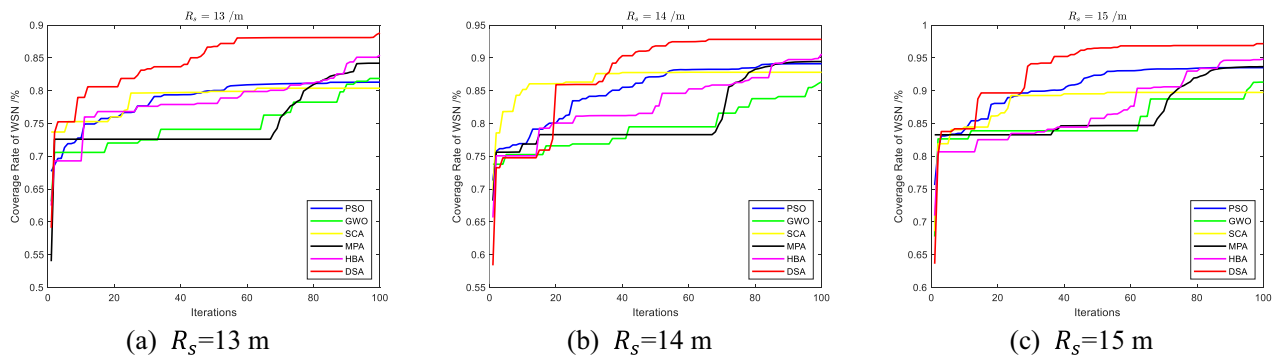 R_s = 13 /m
0.9
0.85
0.8
0.75
0.7
0.65
0.6
0.55
0.5
Coverage Rate of WSN /%
0 20 40 60 80 100
Iterations
PSO
GWO
SCA
MPA
HBA
DSA
(a) R_s=13 m
R_s = 14 /m
0.95
0.9
0.85
0.8
0.75
0.7
0.65
0.6
0.55
Coverage Rate of WSN /%
0 20 40 60 80 100
Iterations
PSO
GWO
SCA
MPA
HBA
DSA
(b) R_s=14 m
R_s = 15 /m
1
0.95
0.9
0.85
0.8
0.75
0.7
0.65
0.6
Coverage Rate of WSN /%
0 20 40 60 80 100
Iterations
PSO
GWO
SCA
MPA
HBA
DSA
(c) R_s=15 m